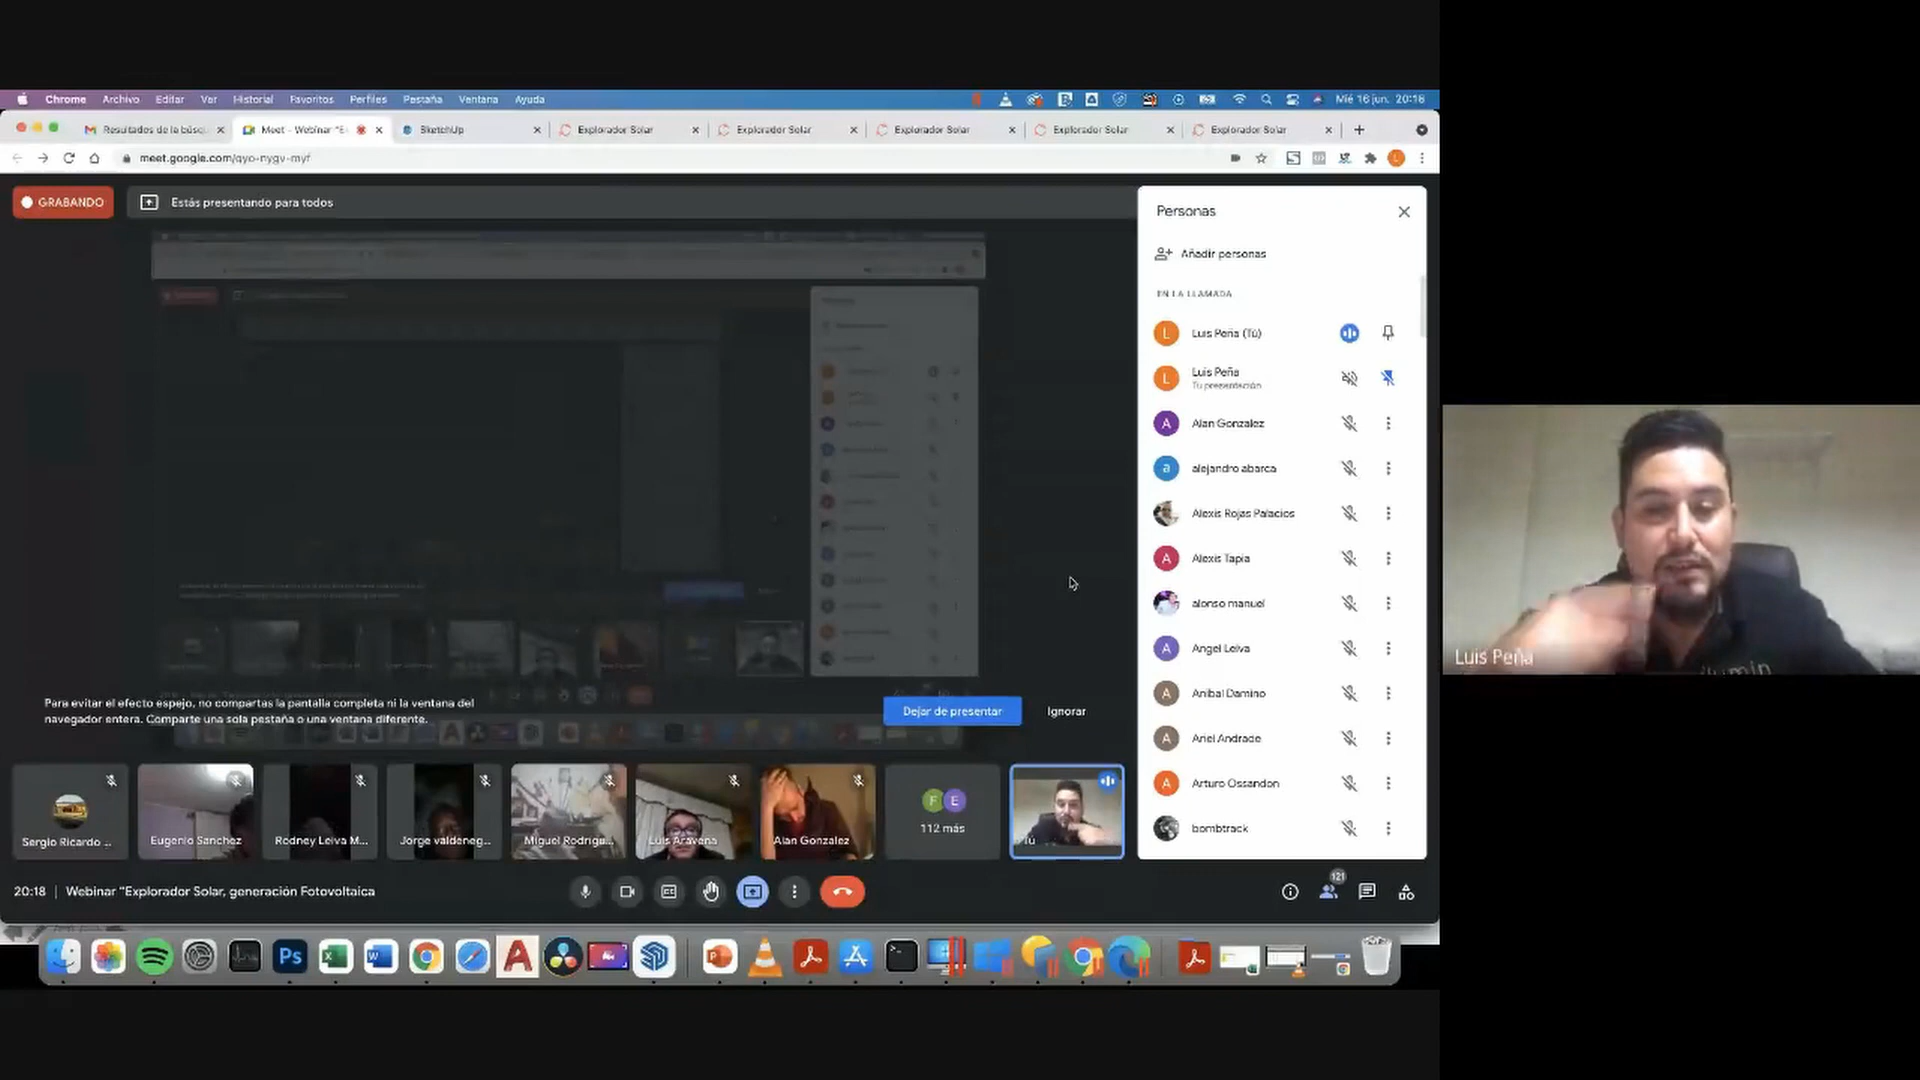 Chrome Archivo Editar Ver Historial Favoritos Perfiles Pestaña Ventana Ayuda
Mié 16 jun. 20:18
Resultados de la búsqu
Meet - Webinar "E
SketchUp
Explorador Solar
Explorador Solar
Explorador Solar
Explorador Solar
Explorador Solar
meet.google.com/qyo-nygv-myf
L
GRABANDO
Estás presentando para todos
Personas
Añadir personas
EN LA LLAMADA
L
Luis Peña (Tú)
L
Luis Peña
Tu presentación
A
Alan Gonzalez
a
alejandro abarca
Alexis Rojas Palacios
A
Alexis Tapia
alonso manuel
A
Angel Leiva
A
Anibal Damino
A
Ariel Andrade
A
Arturo Ossandon
bombtrack
Para evitar el efecto espejo, no compartas la pantalla completa ni la ventana del
navegador entera. Comparte una sola pestaña o una ventana diferente.
Dejar de presentar
Ignorar
Sergio Ricardo ...
Eugenio Sanchez
Rodney Leiva M...
Jorge valdéneg...
Miguel Rodrigu...
Luis Aravena
Alan Gonzalez
F E
112 más
Tú
20:18 | Webinar "Explorador Solar, generación Fotovoltaica
121
Ps
Luis Peña